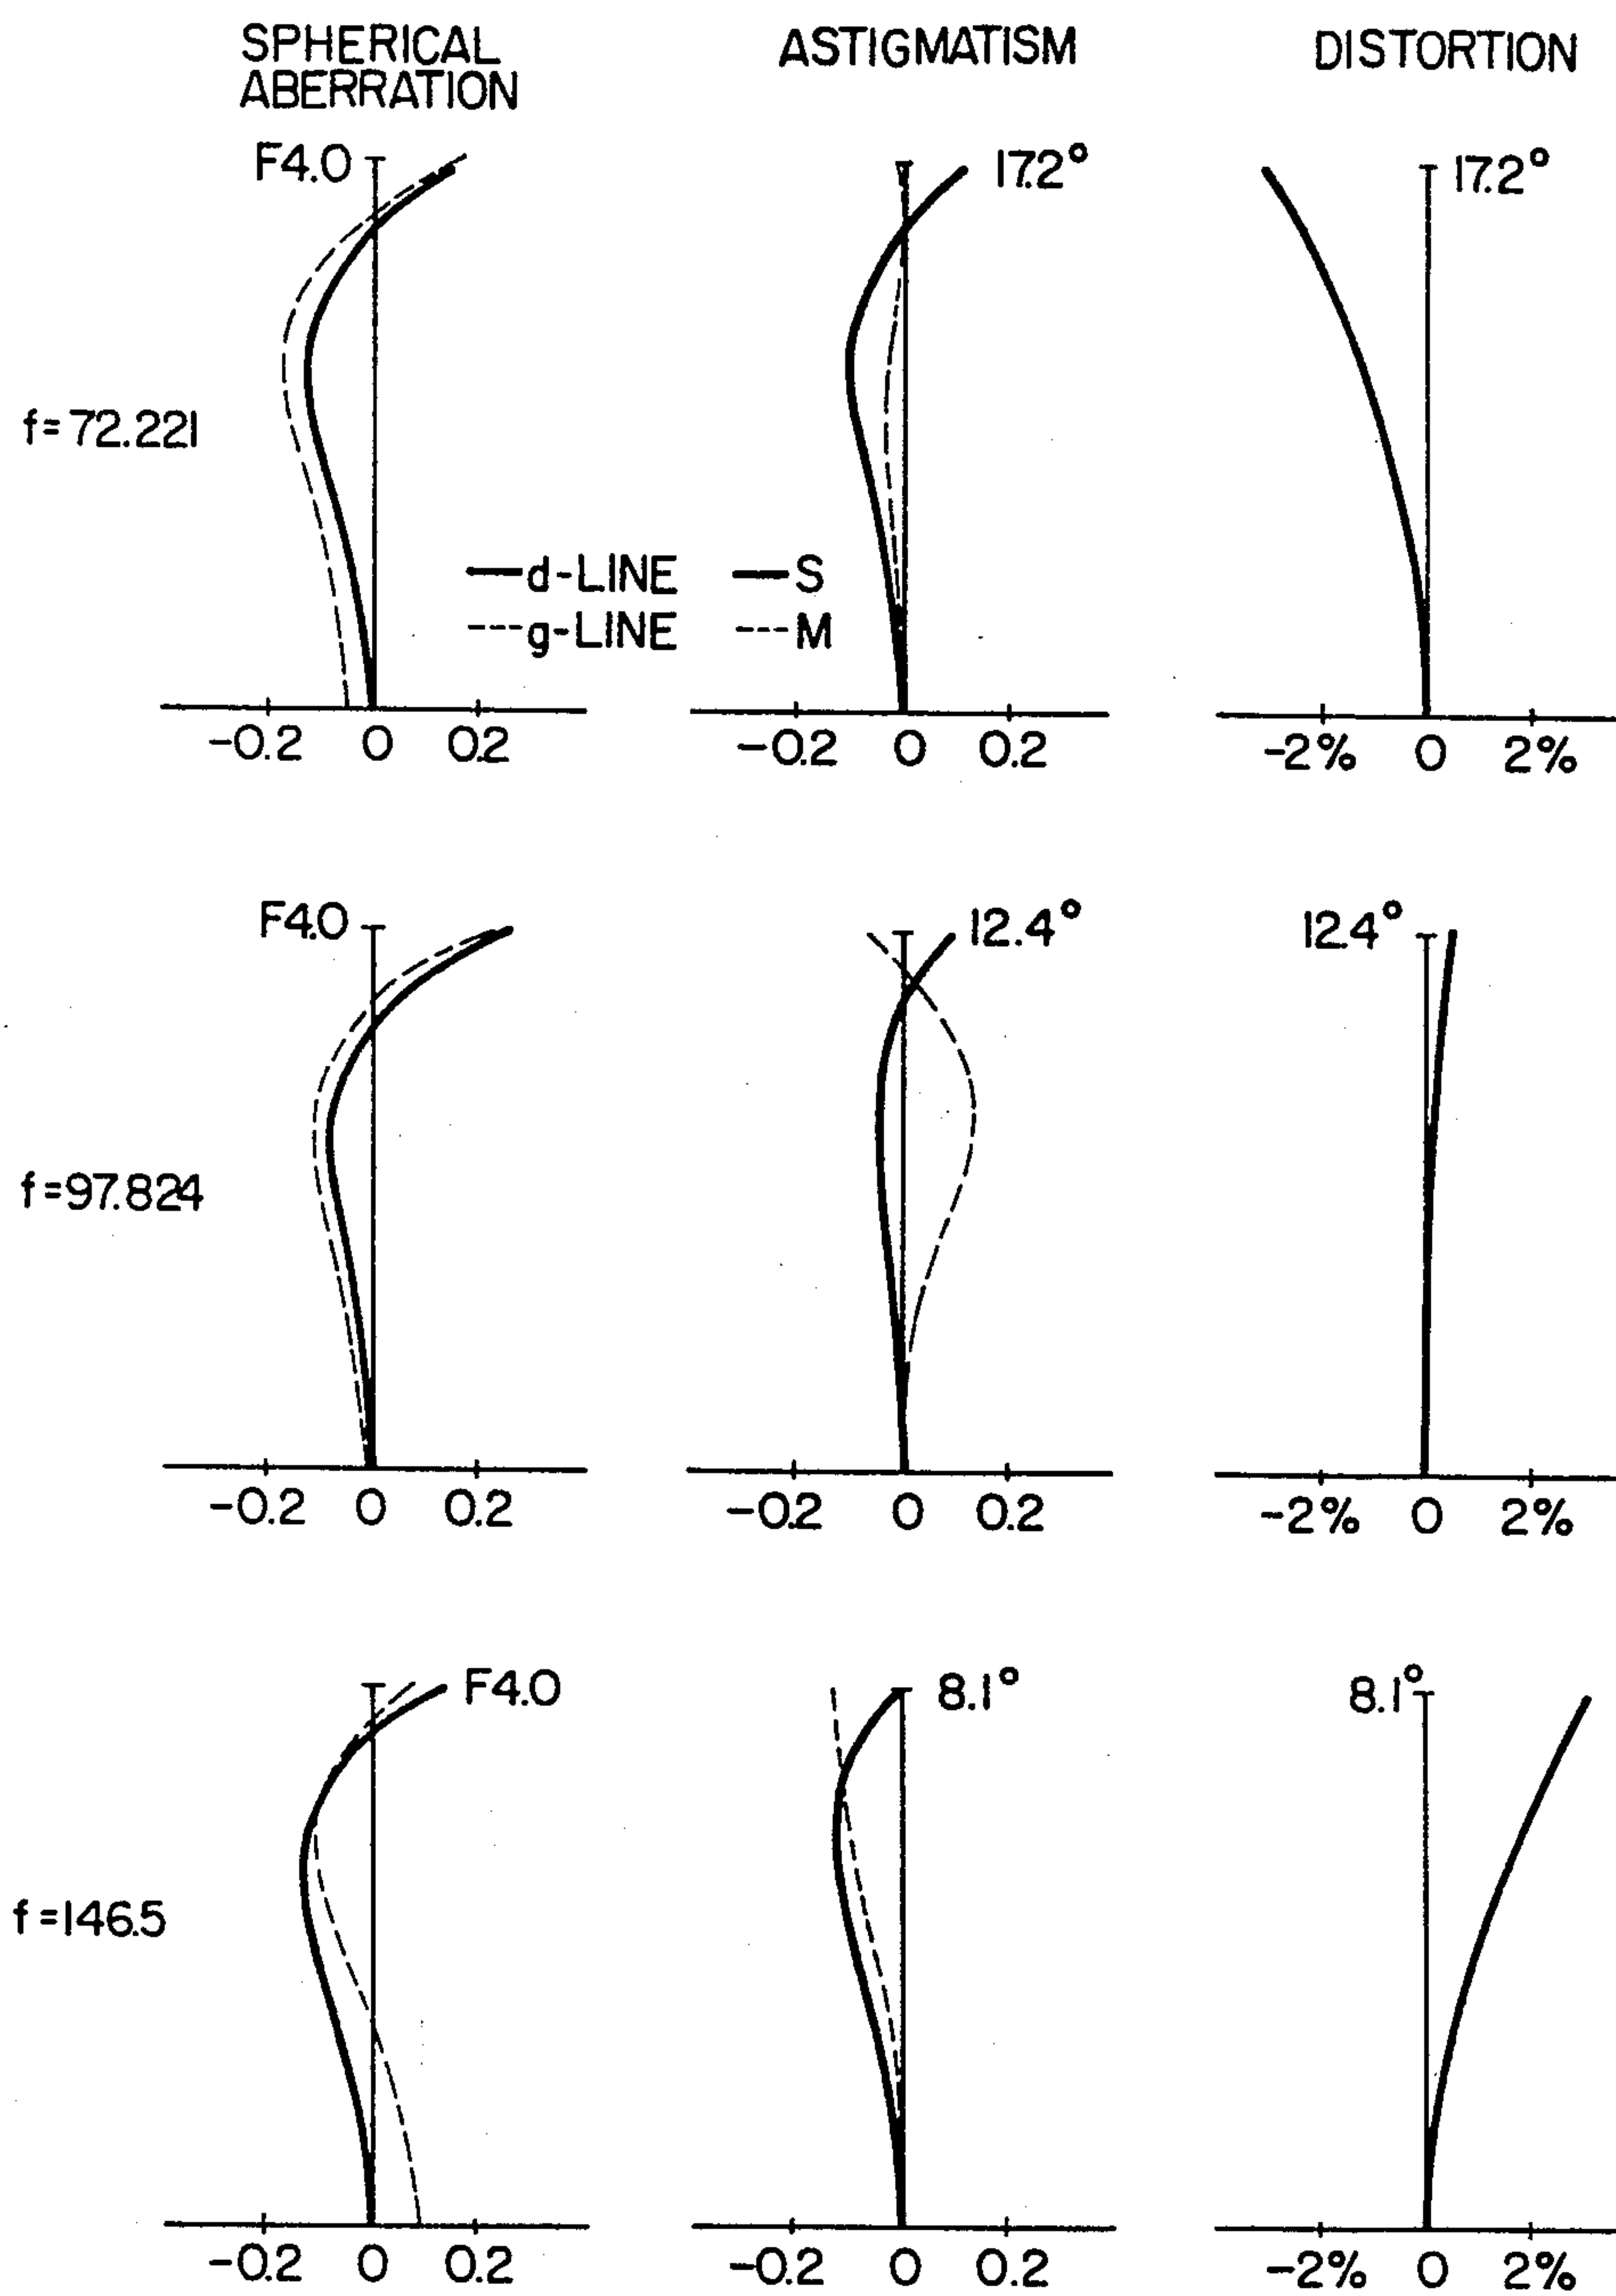 SPHERICAL
ABERRATION
ASTIGMATISM
DISTORTION
F4.0
17.2°
17.2°
f=72.221
d-LINE
g-LINE
S
M
-0.2 0 0.2
-0.2 0 0.2
-2% 0 2%
F4.0
12.4°
12.4°
f=97.824
-0.2 0 0.2
-0.2 0 0.2
-2% 0 2%
F4.0
8.1°
8.1°
f=146.5
-0.2 0 0.2
-0.2 0 0.2
-2% 0 2%